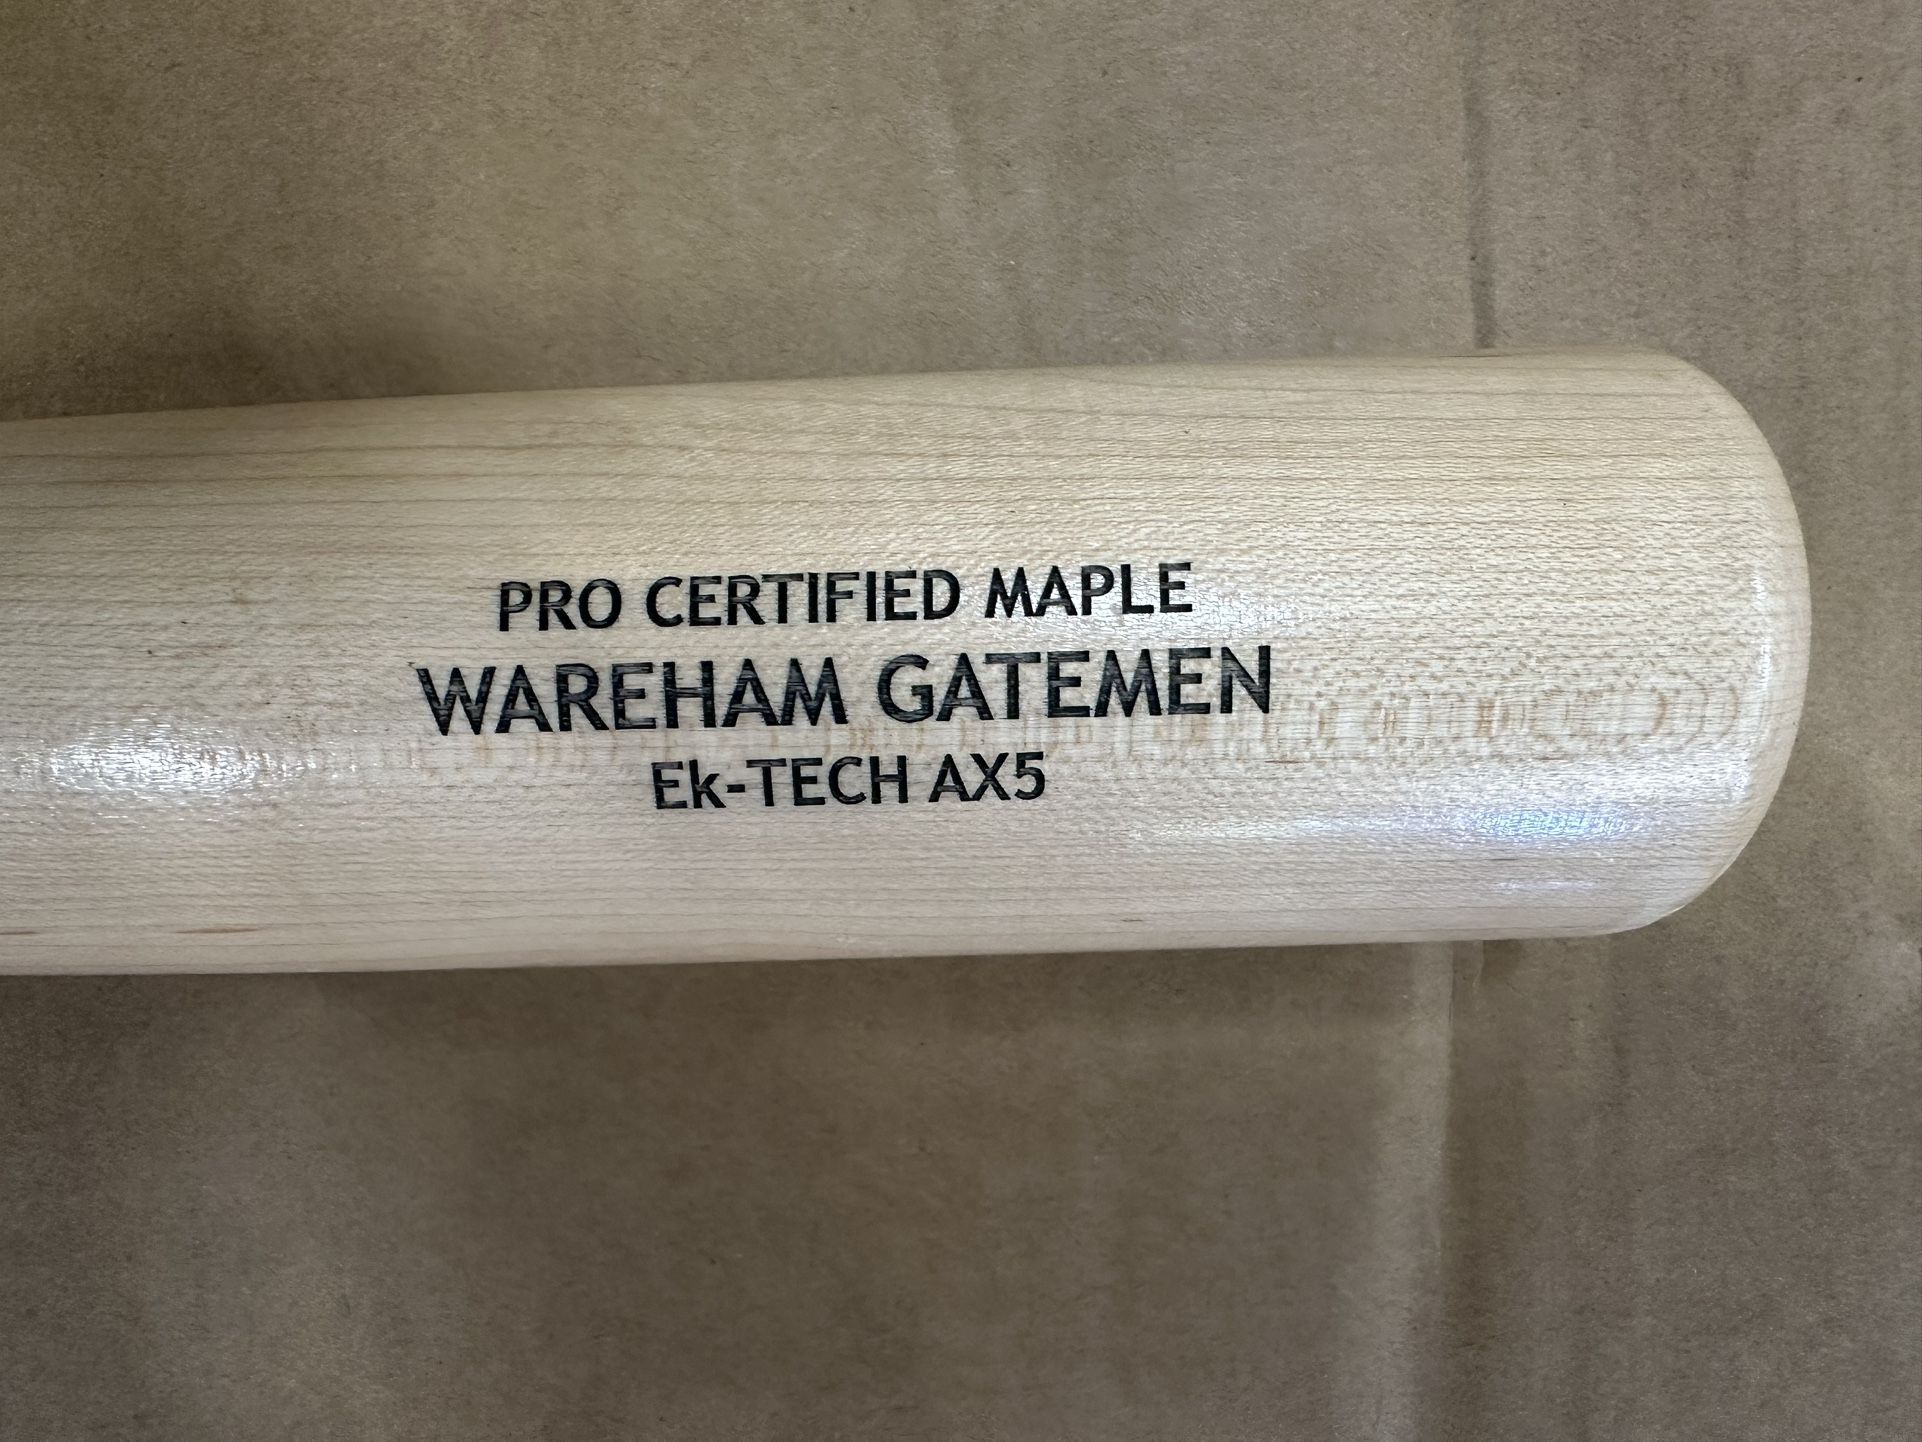 PRO CERTIFIED MAPLE
WAREHAM GATEMEN
Ek-TECH AX5